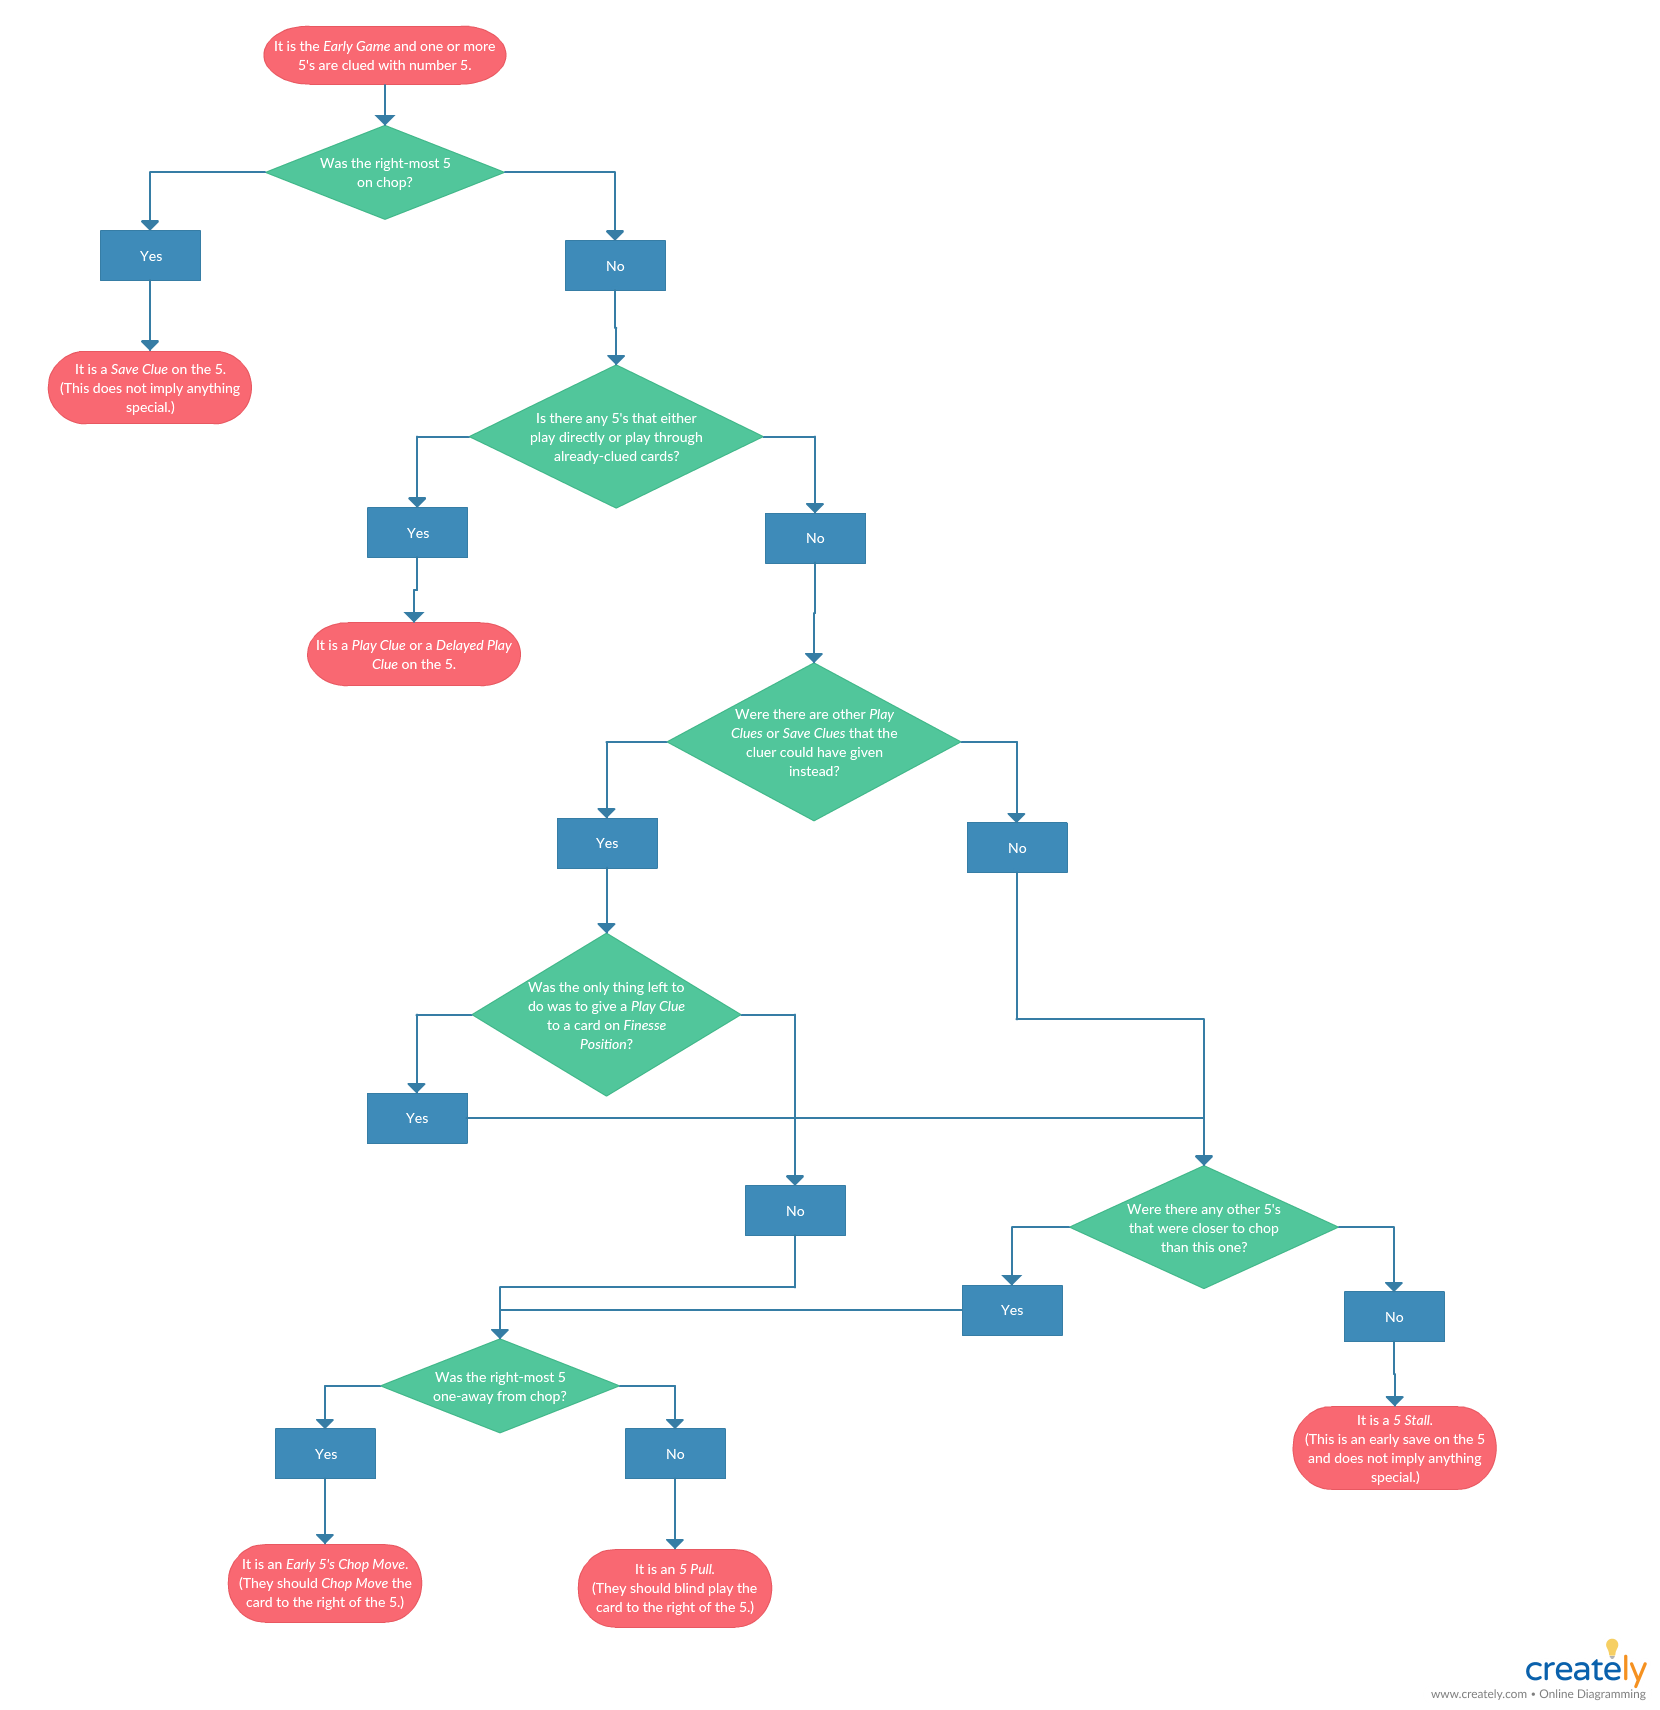 It is the Early Game and one or more
5's are clued with number 5.
Was the right-most 5
on chop?
Yes
No
It is a Save Clue on the 5.
(This does not imply anything
special.)
Is there any 5's that either
play directly or play through
already-clued cards?
Yes
No
It is a Play Clue or a Delayed Play
Clue on the 5.
Were there are other Play
Clues or Save Clues that the
cluer could have given
instead?
Yes
No
Was the only thing left to
do was to give a Play Clue
to a card on Finesse
Position?
Yes
No
Were there any other 5's
that were closer to chop
than this one?
Yes
No
Was the right-most 5
one-away from chop?
Yes
No
It is a 5 Stall.
(This is an early save on the 5
and does not imply anything
special.)
It is an Early 5's Chop Move.
(They should Chop Move the
card to the right of the 5.)
It is an 5 Pull.
(They should blind play the
card to the right of the 5.)
creately
www.creately.com • Online Diagramming